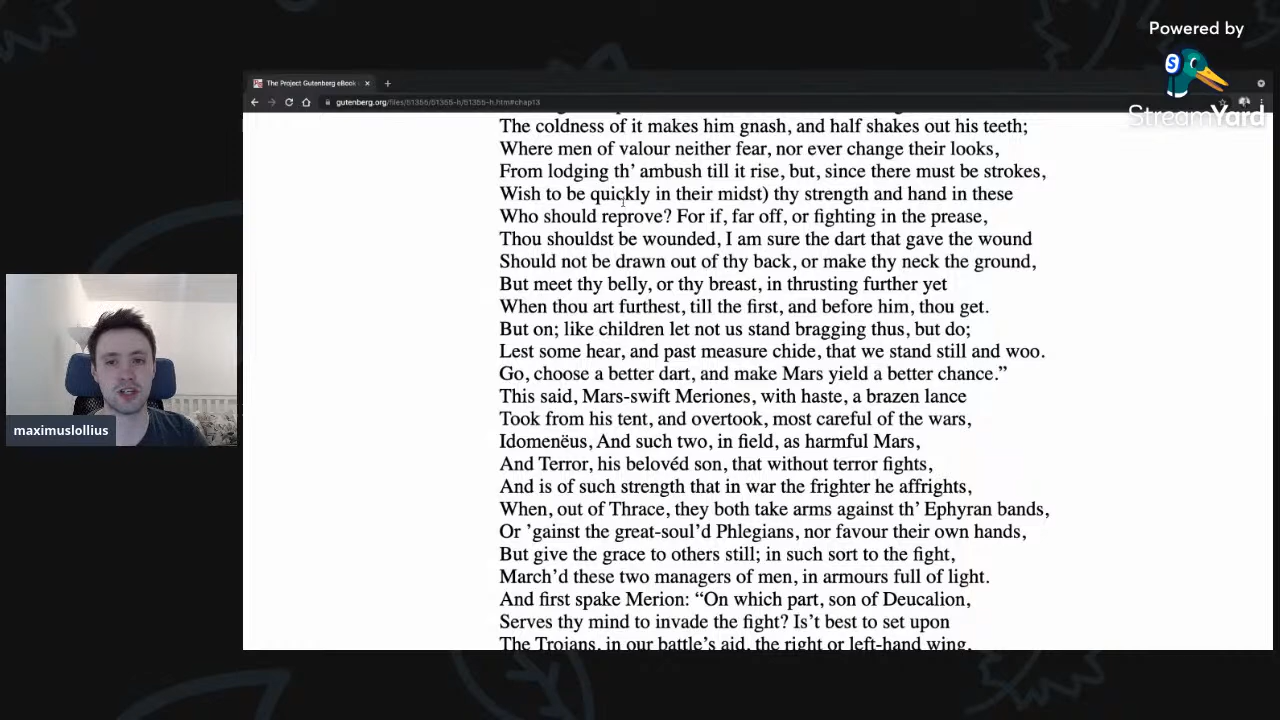 Powered by
StreamYard
The Project Gutenberg eBook
gutenberg.org/files/51355/51355-h/51355-h.htm#chap13
The coldness of it makes him gnash, and half shakes out his teeth;
Where men of valour neither fear, nor ever change their looks,
From lodging th’ ambush till it rise, but, since there must be strokes,
Wish to be quickly in their midst) thy strength and hand in these
Who should reprove? For if, far off, or fighting in the prease,
Thou shouldst be wounded, I am sure the dart that gave the wound
Should not be drawn out of thy back, or make thy neck the ground,
But meet thy belly, or thy breast, in thrusting further yet
When thou art furthest, till the first, and before him, thou get.
But on; like children let not us stand bragging thus, but do;
Lest some hear, and past measure chide, that we stand still and woo.
Go, choose a better dart, and make Mars yield a better chance.”
This said, Mars-swift Meriones, with haste, a brazen lance
Took from his tent, and overtook, most careful of the wars,
Idomenëus, And such two, in field, as harmful Mars,
And Terror, his belovéd son, that without terror fights,
And is of such strength that in war the frighter he affrights,
When, out of Thrace, they both take arms against th’ Ephyran bands,
Or ’gainst the great-soul’d Phlegians, nor favour their own hands,
But give the grace to others still; in such sort to the fight,
March’d these two managers of men, in armours full of light.
And first spake Merion: “On which part, son of Deucalion,
Serves thy mind to invade the fight? Is’t best to set upon
The Trojans, in our battle’s aid, the right or left-hand wing,
maximuslollius